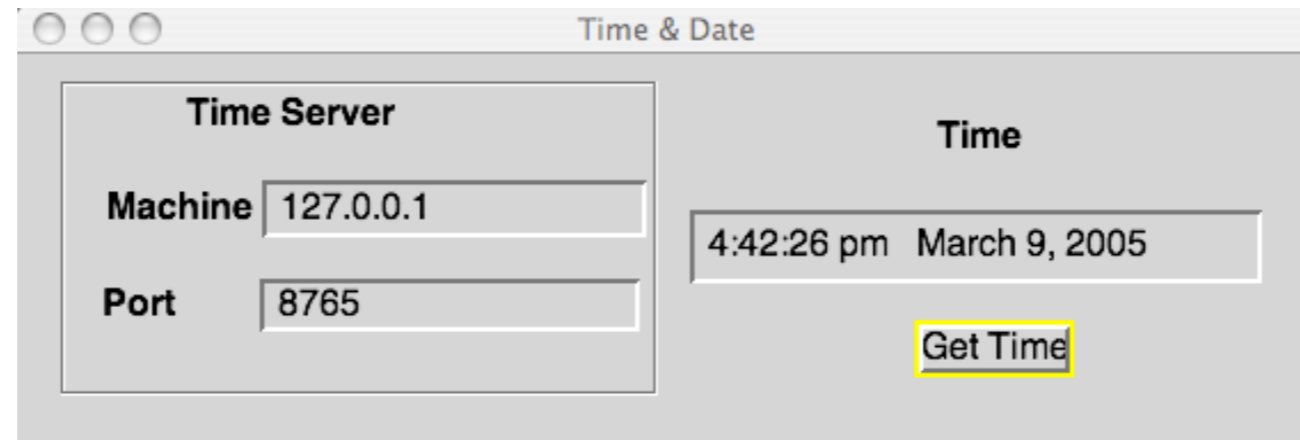 Time & Date
Time Server
Machine 127.0.0.1
Port 8765
Time
4:42:26 pm March 9, 2005
Get Time